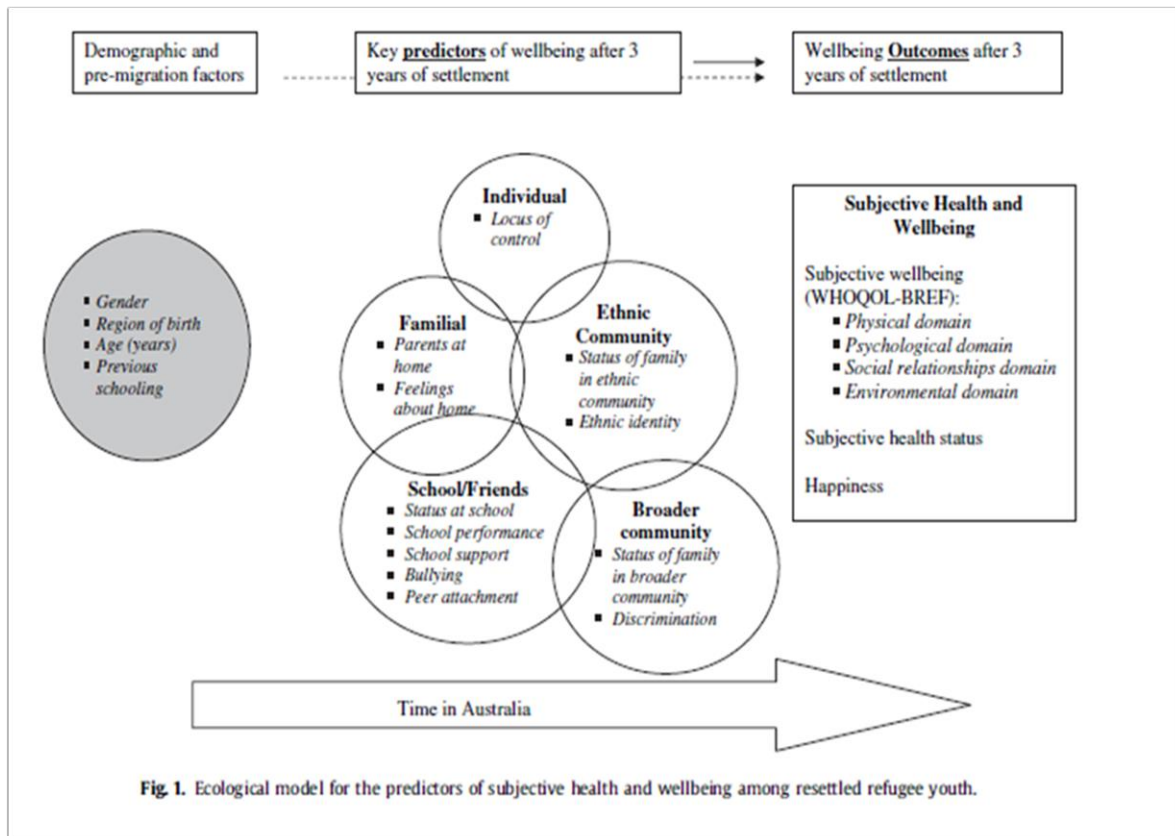 Demographic and
pre-migration factors
Key predictors of wellbeing after 3
years of settlement
Wellbeing Outcomes after 3
years of settlement
Gender
Region of birth
Age (years)
Previous
schooling
Individual
Locus of
control
Familial
Parents at
home
Feelings
about home
Ethnic
Community
Status of family
in ethnic
community
Ethnic identity
School/Friends
Status at school
School performance
School support
Bullying
Peer attachment
Broader
community
Status of family
in broader
community
Discrimination
Subjective Health and
Wellbeing
Subjective wellbeing
(WHOQOL-BREF):
Physical domain
Psychological domain
Social relationships domain
Environmental domain
Subjective health status
Happiness
Time in Australia
Fig. 1. Ecological model for the predictors of subjective health and wellbeing among resettled refugee youth.